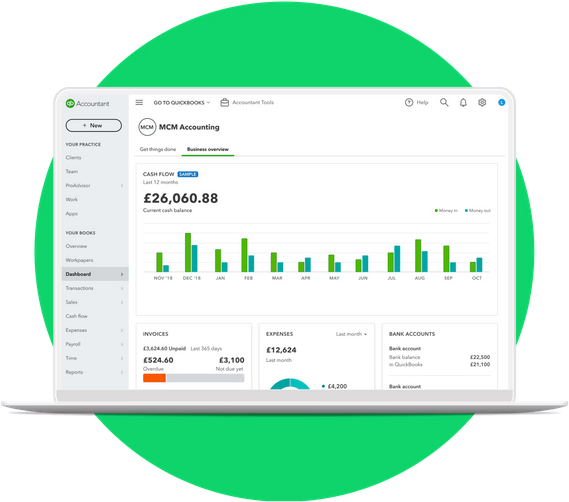 qb Accountant
GO TO QUICKBOOKS
Accountant Tools
Help
L
+ New
MCM
MCM Accounting
YOUR PRACTICE
Clients
Team
ProAdvisor
Work
Apps
YOUR BOOKS
Overview
Workpapers
Dashboard
Transactions
Sales
Cash flow
Expenses
Payroll
Time
Reports
Get things done
Business overview
CASH FLOW SAMPLE
Last 12 months
£26,060.88
Current cash balance
Money in
Money out
NOV '18 DEC '18 JAN FEB MAR APR MAY JUN JUL AUG SEP OCT
INVOICES
£3,624.60 Unpaid Last 365 days
£524.60 £3,100
Overdue Not due yet
EXPENSES Last month
£12,624
Last month
£4,200
BANK ACCOUNTS
Bank account
Bank balance £22,500
in QuickBooks £21,100
Bank account